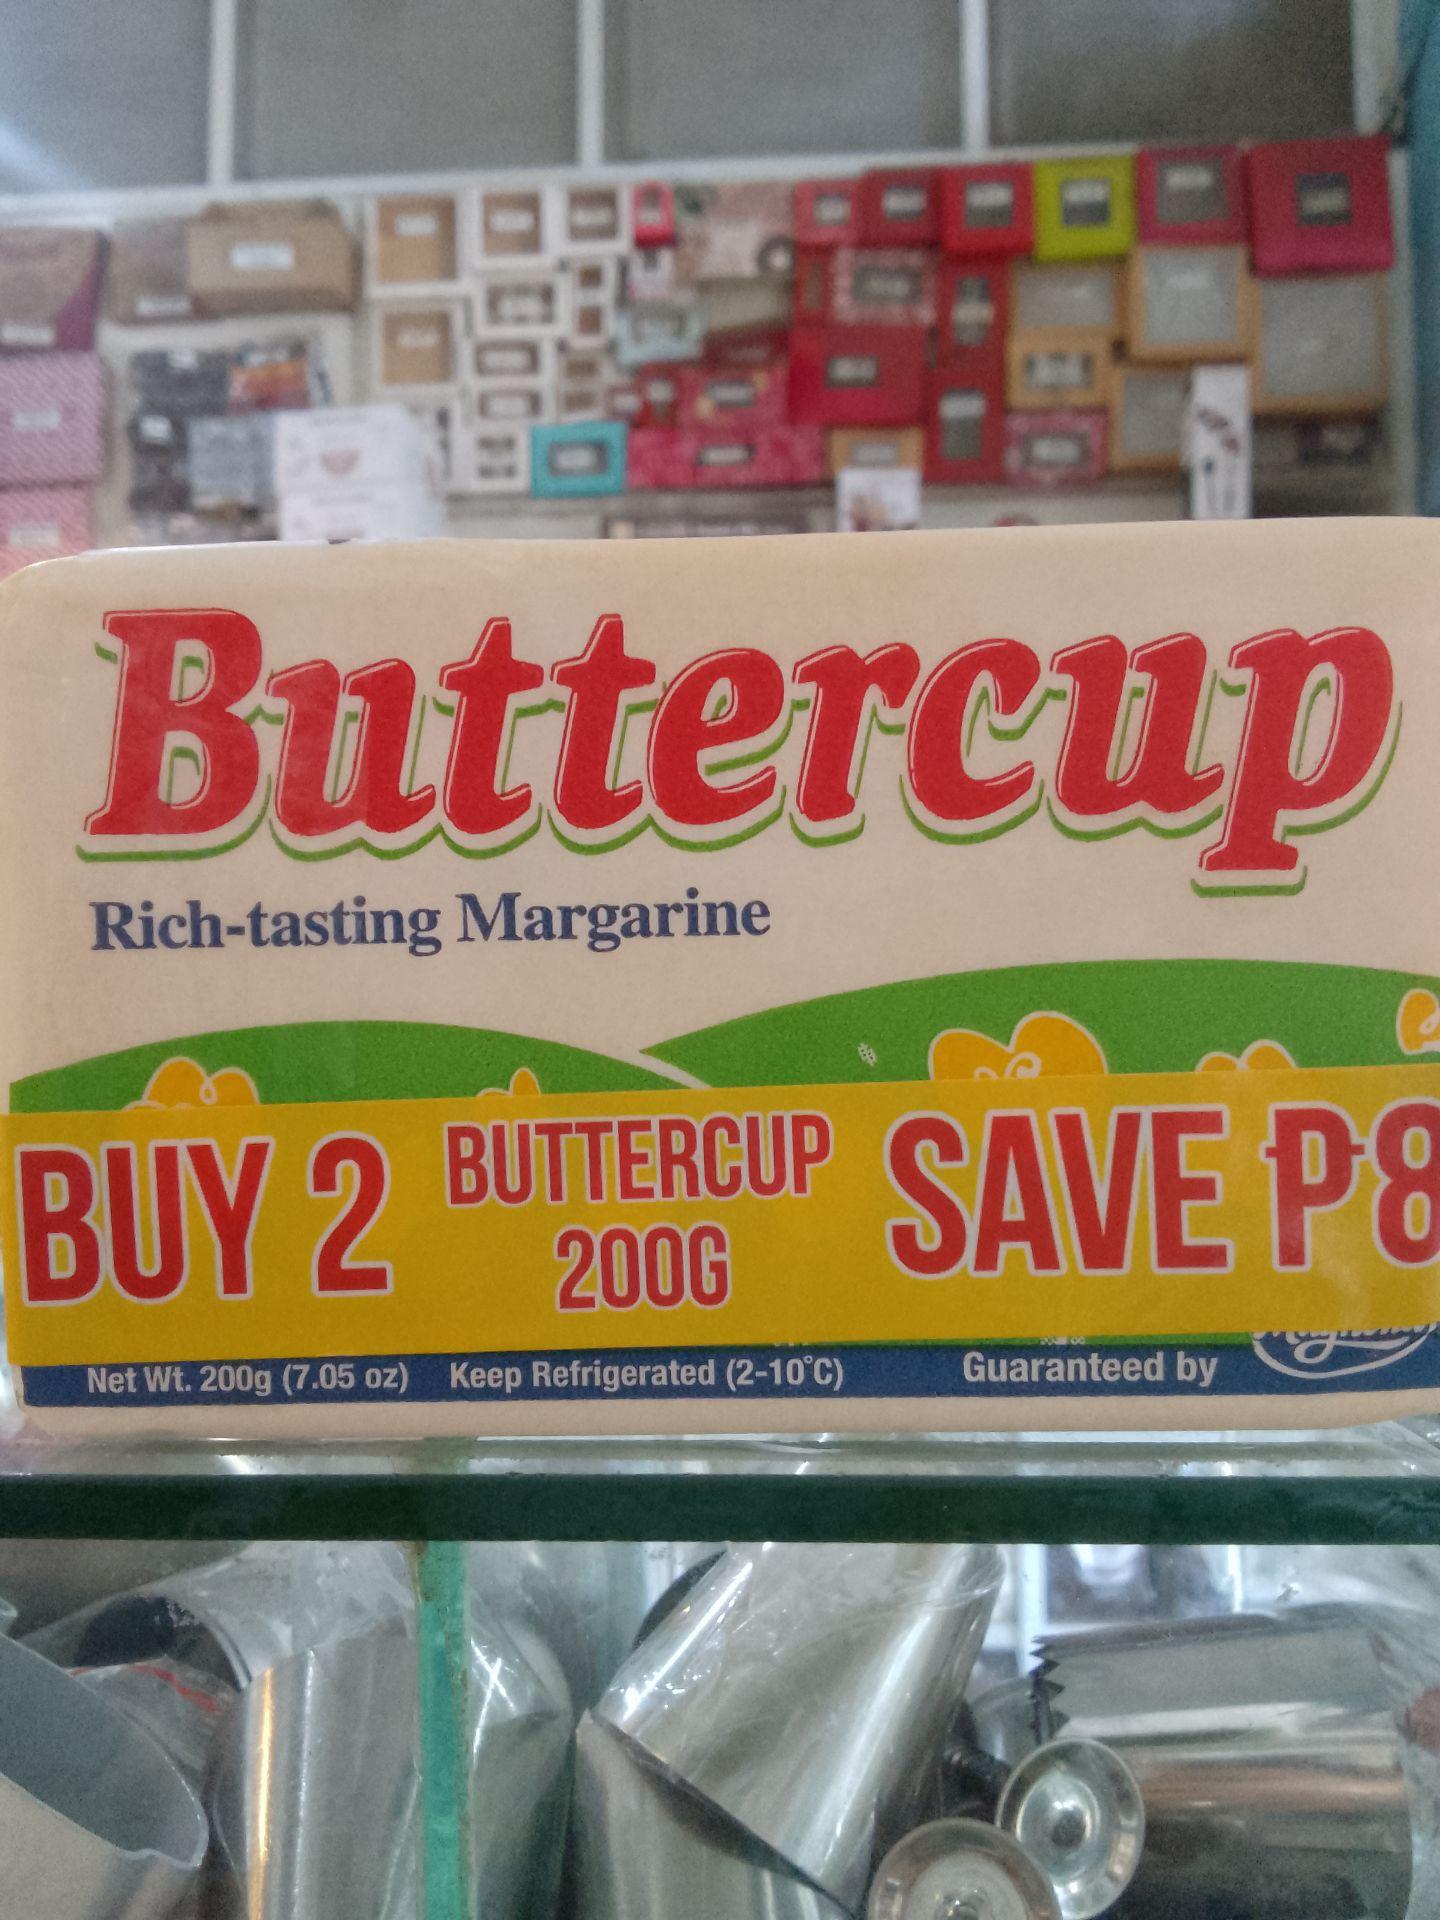 Buttercup
Rich-tasting Margarine
BUY 2 BUTTERCUP 200G SAVE ₱8
Net Wt. 200g (7.05 oz) Keep Refrigerated (2-10°C) Guaranteed by